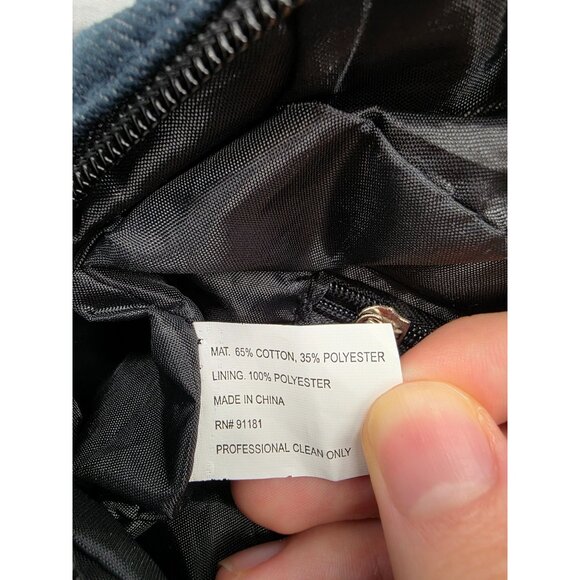 MAT. 65% COTTON, 35% POLYESTER
LINING. 100% POLYESTER
MADE IN CHINA
RN# 91181
PROFESSIONAL CLEAN ONLY